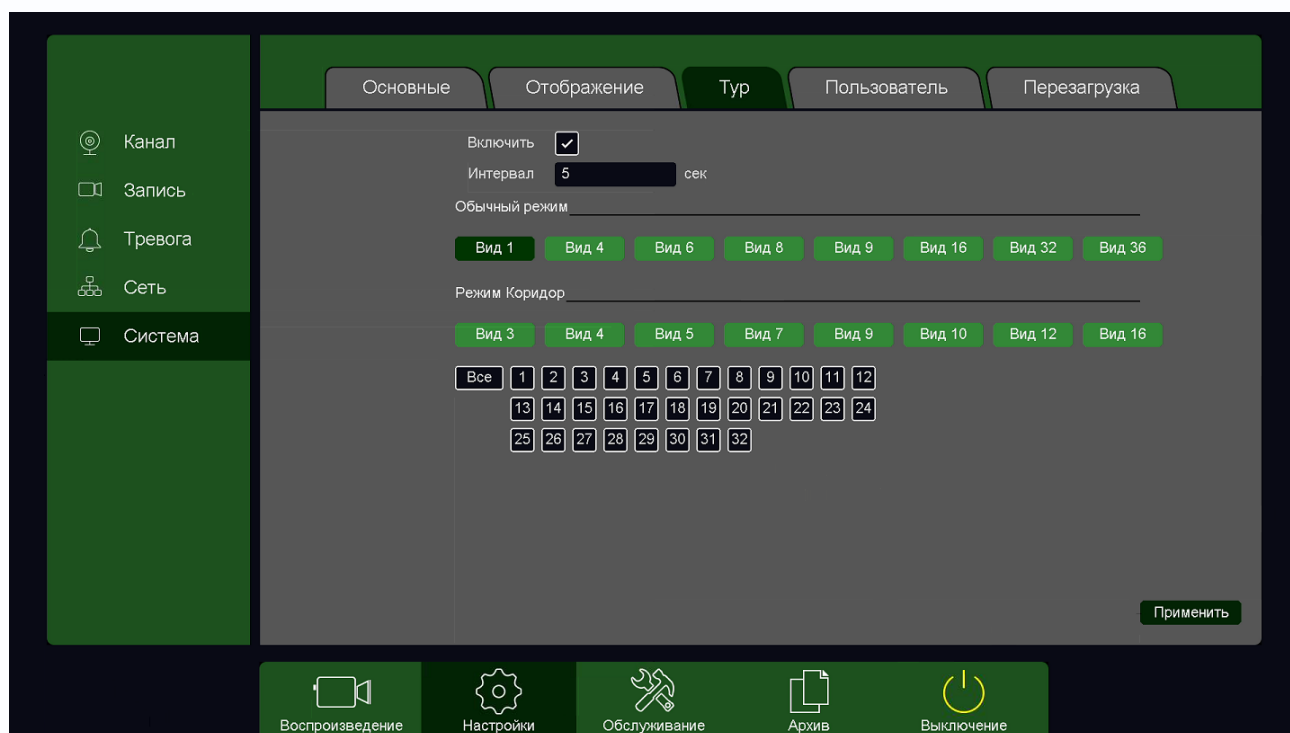 Основные Отображение Тур Пользователь Перезагрузка
Канал
Запись
Тревога
Сеть
Система
Включить
Интервал 5 сек
Обычный режим
Вид 1 Вид 4 Вид 6 Вид 8 Вид 9 Вид 16 Вид 32 Вид 36
Режим Коридор
Вид 3 Вид 4 Вид 5 Вид 7 Вид 9 Вид 10 Вид 12 Вид 16
Все 1 2 3 4 5 6 7 8 9 10 11 12
13 14 15 16 17 18 19 20 21 22 23 24
25 26 27 28 29 30 31 32
Применить
Воспроизведение Настройки Обслуживание Архив Выключение